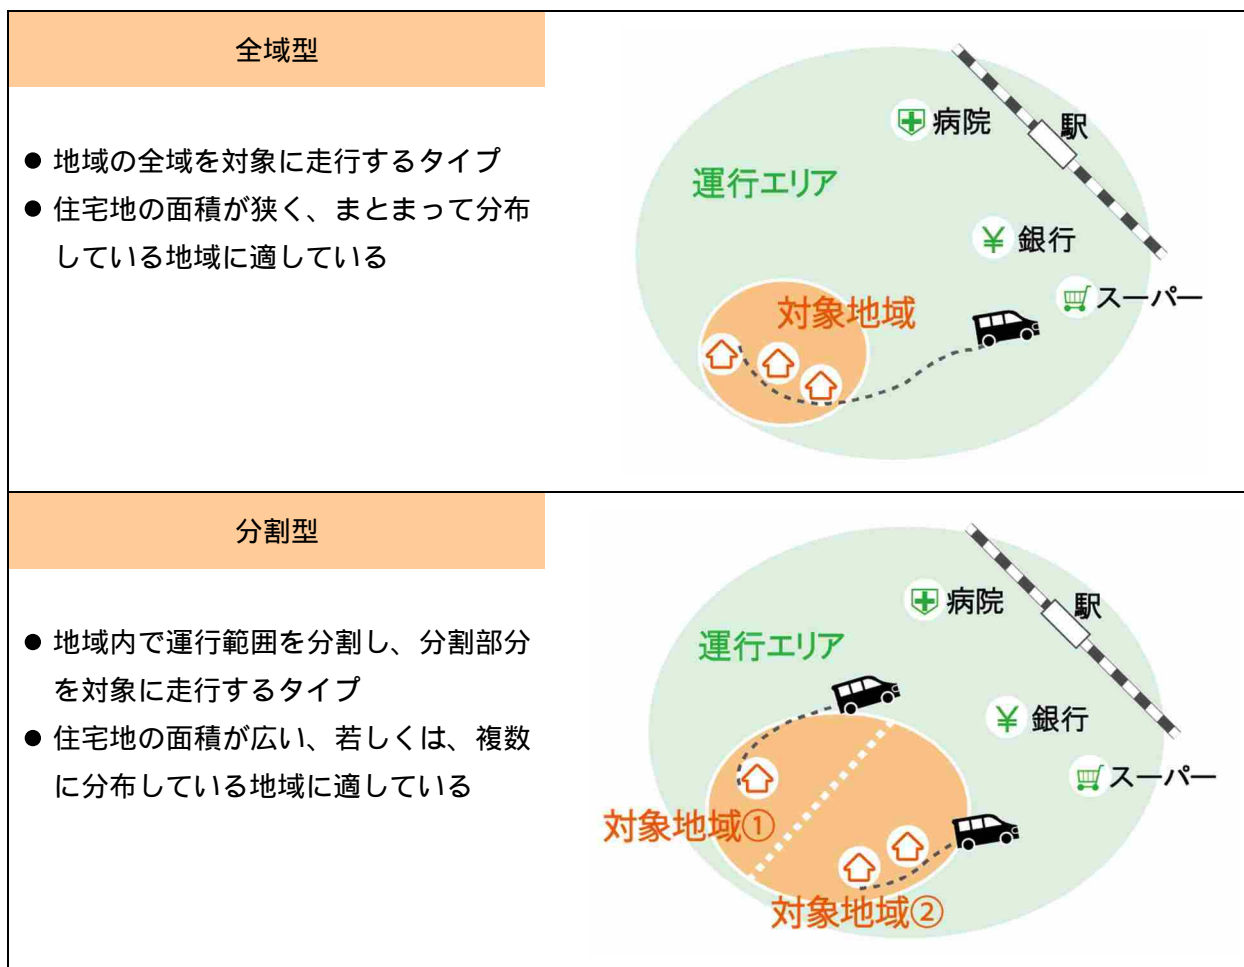 全域型
● 地域の全域を対象に走行するタイプ
● 住宅地の面積が狭く、まとまって分布
している地域に適している
病院
駅
運行エリア
¥ 銀行
スーパー
対象地域
分割型
● 地域内で運行範囲を分割し、分割部分
を対象に走行するタイプ
● 住宅地の面積が広い、若しくは、複数
に分布している地域に適している
病院
駅
運行エリア
¥ 銀行
スーパー
対象地域①
対象地域②